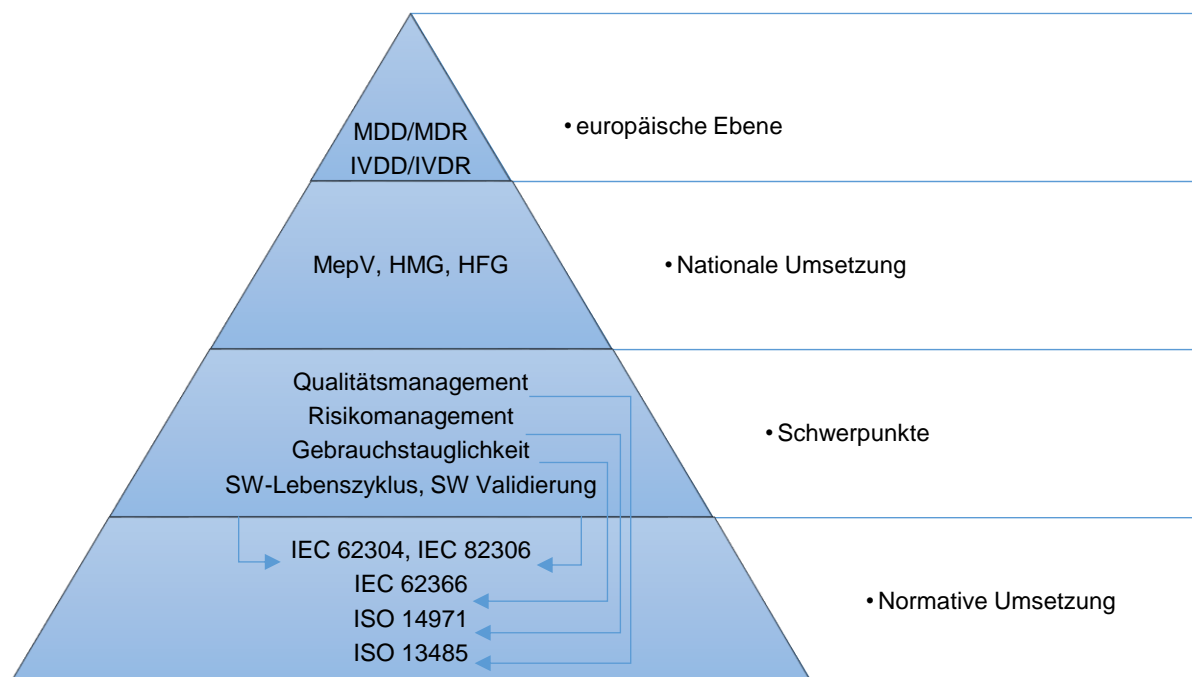 MDD/MDR
IVDD/IVDR
• europäische Ebene
MepV, HMG, HFG
• Nationale Umsetzung
Qualitätsmanagement
Risikomanagement
Gebrauchstauglichkeit
SW-Lebenszyklus, SW Validierung
• Schwerpunkte
IEC 62304, IEC 82306
IEC 62366
ISO 14971
ISO 13485
• Normative Umsetzung